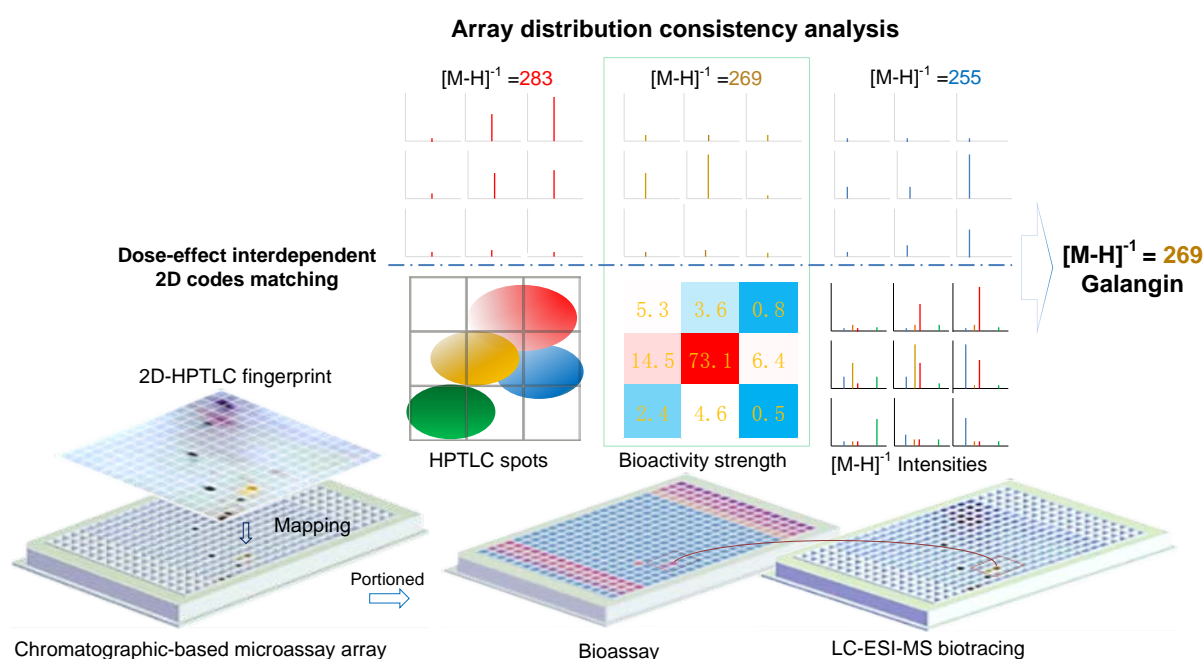 Array distribution consistency analysis
[M-H]⁻¹ =283
[M-H]⁻¹ =269
[M-H]⁻¹ =255
Dose-effect interdependent
2D codes matching
[M-H]⁻¹ = 269
Galangin
5.3 3.6 0.8
14.5 73.1 6.4
2.4 4.6 0.5
2D-HPTLC fingerprint
HPTLC spots
Bioactivity strength
[M-H]⁻¹ Intensities
Mapping
Portioned
Chromatographic-based microassay array
Bioassay
LC-ESI-MS biotracing